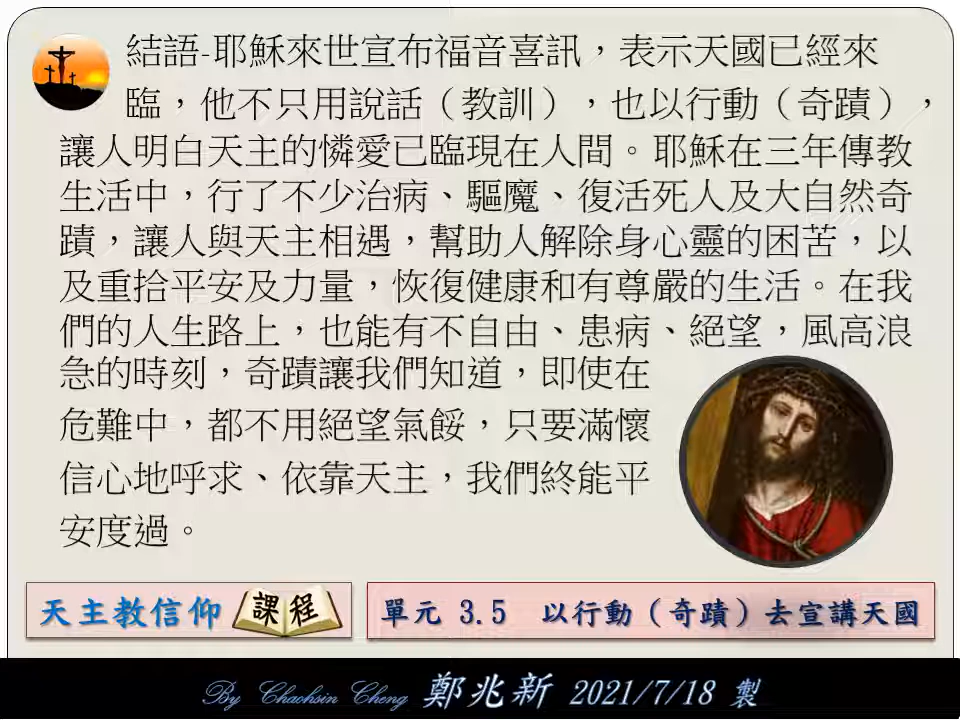 結語-耶穌來世宣布福音喜訊，表示天國已經來
臨，他不只用說話（教訓），也以行動（奇蹟），
讓人明白天主的憐愛已臨現在人間。耶穌在三年傳教
生活中，行了不少治病、驅魔、復活死人及大自然奇
蹟，讓人與天主相遇，幫助人解除身心靈的困苦，以
及重拾平安及力量，恢復健康和有尊嚴的生活。在我
們的人生路上，也能有不自由、患病、絕望，風高浪
急的時刻，奇蹟讓我們知道，即使在
危難中，都不用絕望氣餒，只要滿懷
信心地呼求、依靠天主，我們終能平
安度過。
天主教信仰 課程
單元 3.5 以行動（奇蹟）去宣講天國
By Chaohsin Cheng 鄭兆新 2021/7/18 製